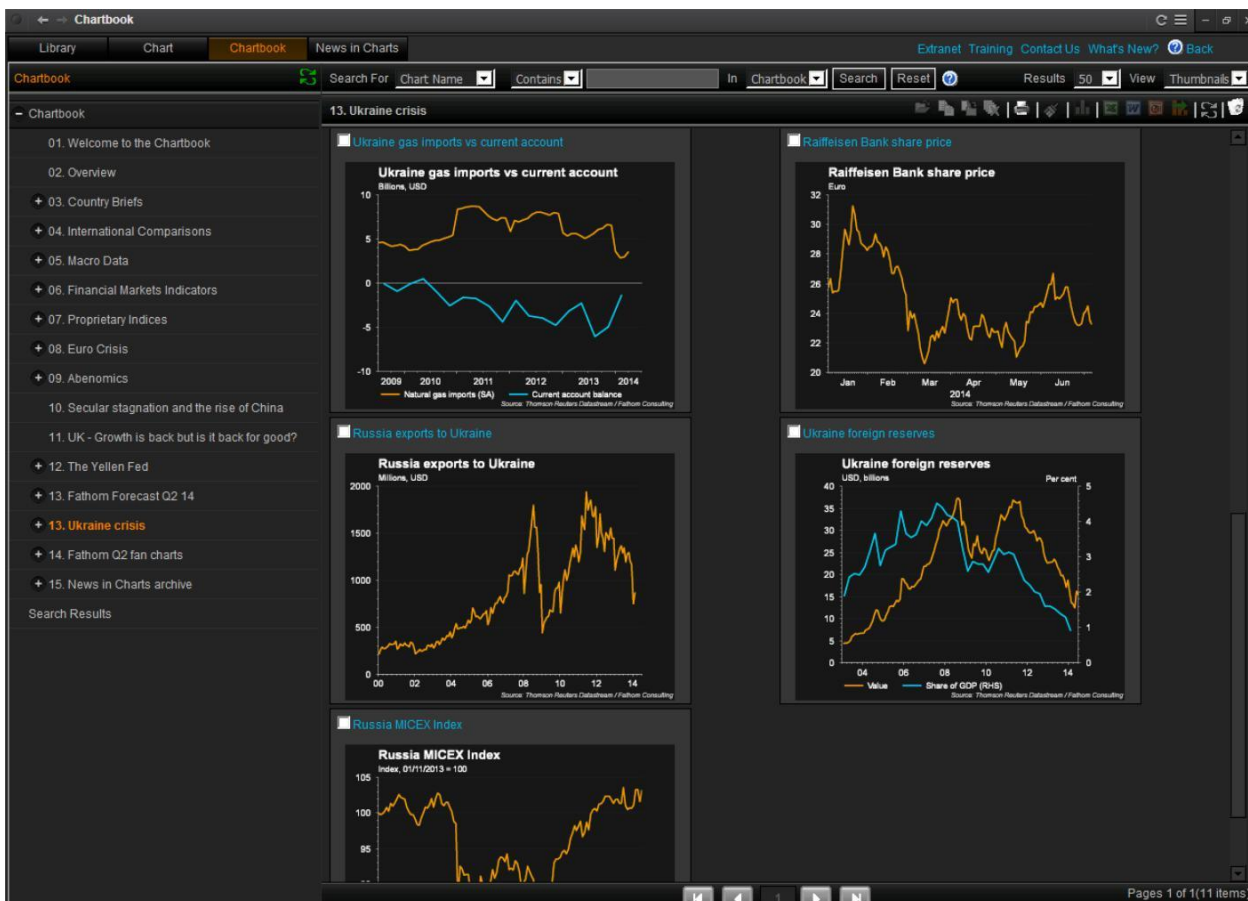 Chartbook
Library Chart Chartbook News in Charts
Extranet Training Contact Us What's New? Back
Chartbook
Search For Chart Name Contains In Chartbook Search Reset Results 50 View Thumbnails
Chartbook
01. Welcome to the Chartbook
02. Overview
03. Country Briefs
04. International Comparisons
05. Macro Data
06. Financial Markets Indicators
07. Proprietary Indices
08. Euro Crisis
09. Abenomics
10. Secular stagnation and the rise of China
11. UK - Growth is back but is it back for good?
12. The Yellen Fed
13. Fathom Forecast Q2 14
13. Ukraine crisis
14. Fathom Q2 fan charts
15. News in Charts archive
Search Results
13. Ukraine crisis
Ukraine gas imports vs current account
Ukraine gas imports vs current account
Billions, USD
10
5
0
-5
-10
2009 2010 2011 2012 2013 2014
Natural gas imports (SA) Current account balance
Source: Thomson Reuters Datastream / Fathom Consulting
Raiffeisen Bank share price
Raiffeisen Bank share price
Euro
32
30
28
26
24
22
20
Jan Feb Mar Apr May Jun
2014
Source: Thomson Reuters Datastream / Fathom Consulting
Russia exports to Ukraine
Russia exports to Ukraine
Millions, USD
2000
1500
1000
500
0
00 02 04 06 08 10 12 14
Source: Thomson Reuters Datastream / Fathom Consulting
Ukraine foreign reserves
Ukraine foreign reserves
USD, billions Per cent
40 5
35
30 4
25 3
20
15 2
10 1
5
0 0
04 06 08 10 12 14
Value Share of GDP (RHS)
Source: Thomson Reuters Datastream / Fathom Consulting
Russia MICEX Index
Russia MICEX Index
Index, 01/11/2013 = 100
105
100
95
90
1
Pages 1 of 1(11 items)